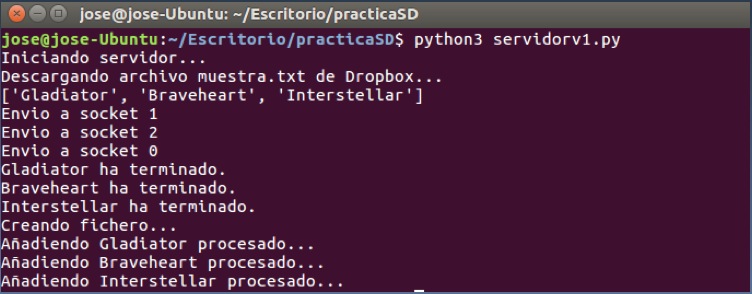 jose@jose-Ubuntu: ~/Escritorio/practicaSD
jose@jose-Ubuntu:~/Escritorio/practicaSD$ python3 servidorv1.py
Iniciando servidor...
Descargando archivo muestra.txt de Dropbox...
['Gladiator', 'Braveheart', 'Interstellar']
Envio a socket 1
Envio a socket 2
Envio a socket 0
Gladiator ha terminado.
Braveheart ha terminado.
Interstellar ha terminado.
Creando fichero...
Añadiendo Gladiator procesado...
Añadiendo Braveheart procesado...
Añadiendo Interstellar procesado...